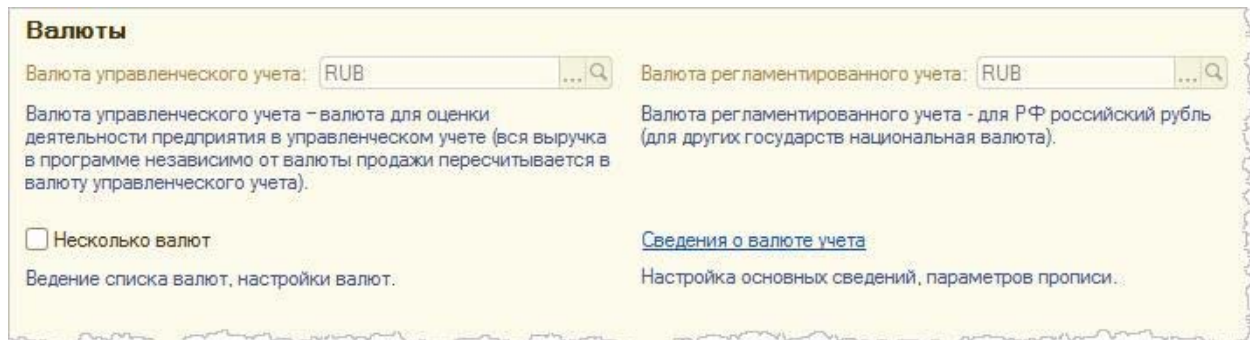 Валюты
Валюта управленческого учета: RUB ...
Валюта управленческого учета – валюта для оценки
деятельности предприятия в управленческом учете (вся выручка
в программе независимо от валюты продажи пересчитывается в
валюту управленческого учета).
Несколько валют
Ведение списка валют, настройки валют.
Валюта регламентированного учета: RUB ...
Валюта регламентированного учета - для РФ российский рубль
(для других государств национальная валюта).
Сведения о валюте учета
Настройка основных сведений, параметров прописи.